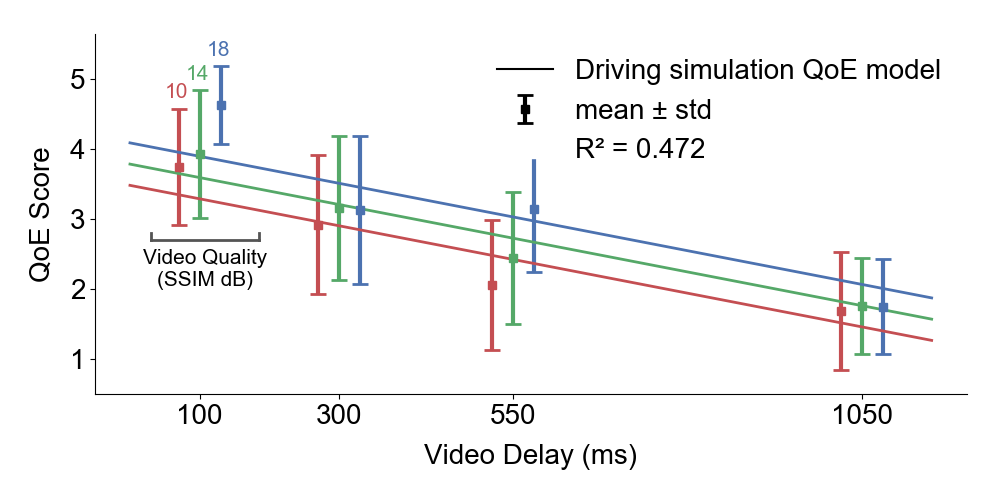 18
14
10
5
4
3
2
1
QoE Score
Driving simulation QoE model
mean ± std
R² = 0.472
Video Quality
(SSIM dB)
100 300 550 1050
Video Delay (ms)